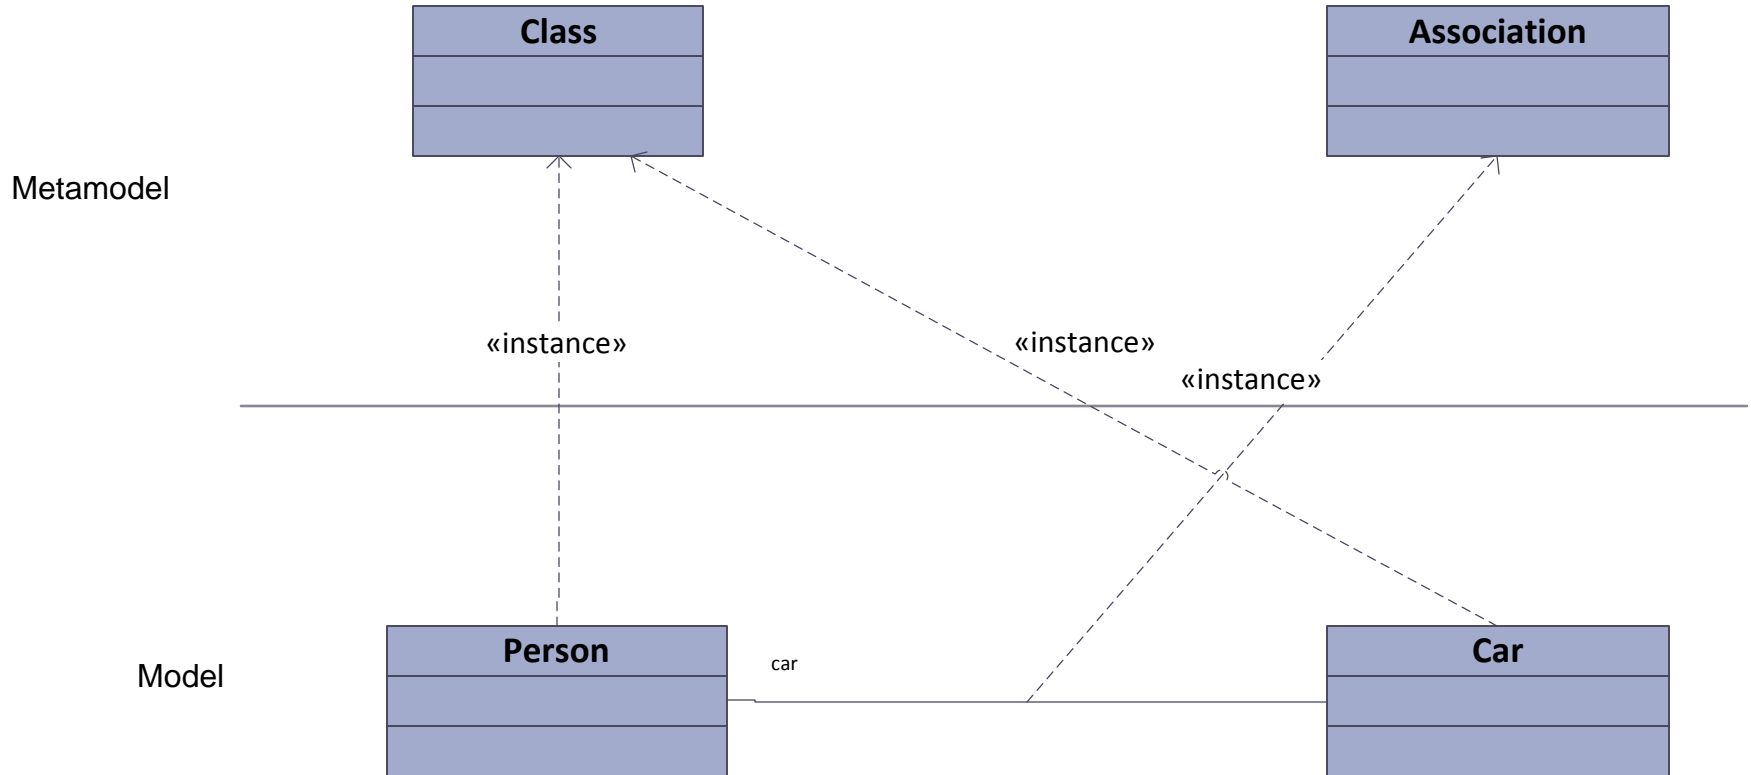 Class
Association
Metamodel
«instance»
«instance»
«instance»
Person
Car
car
Model